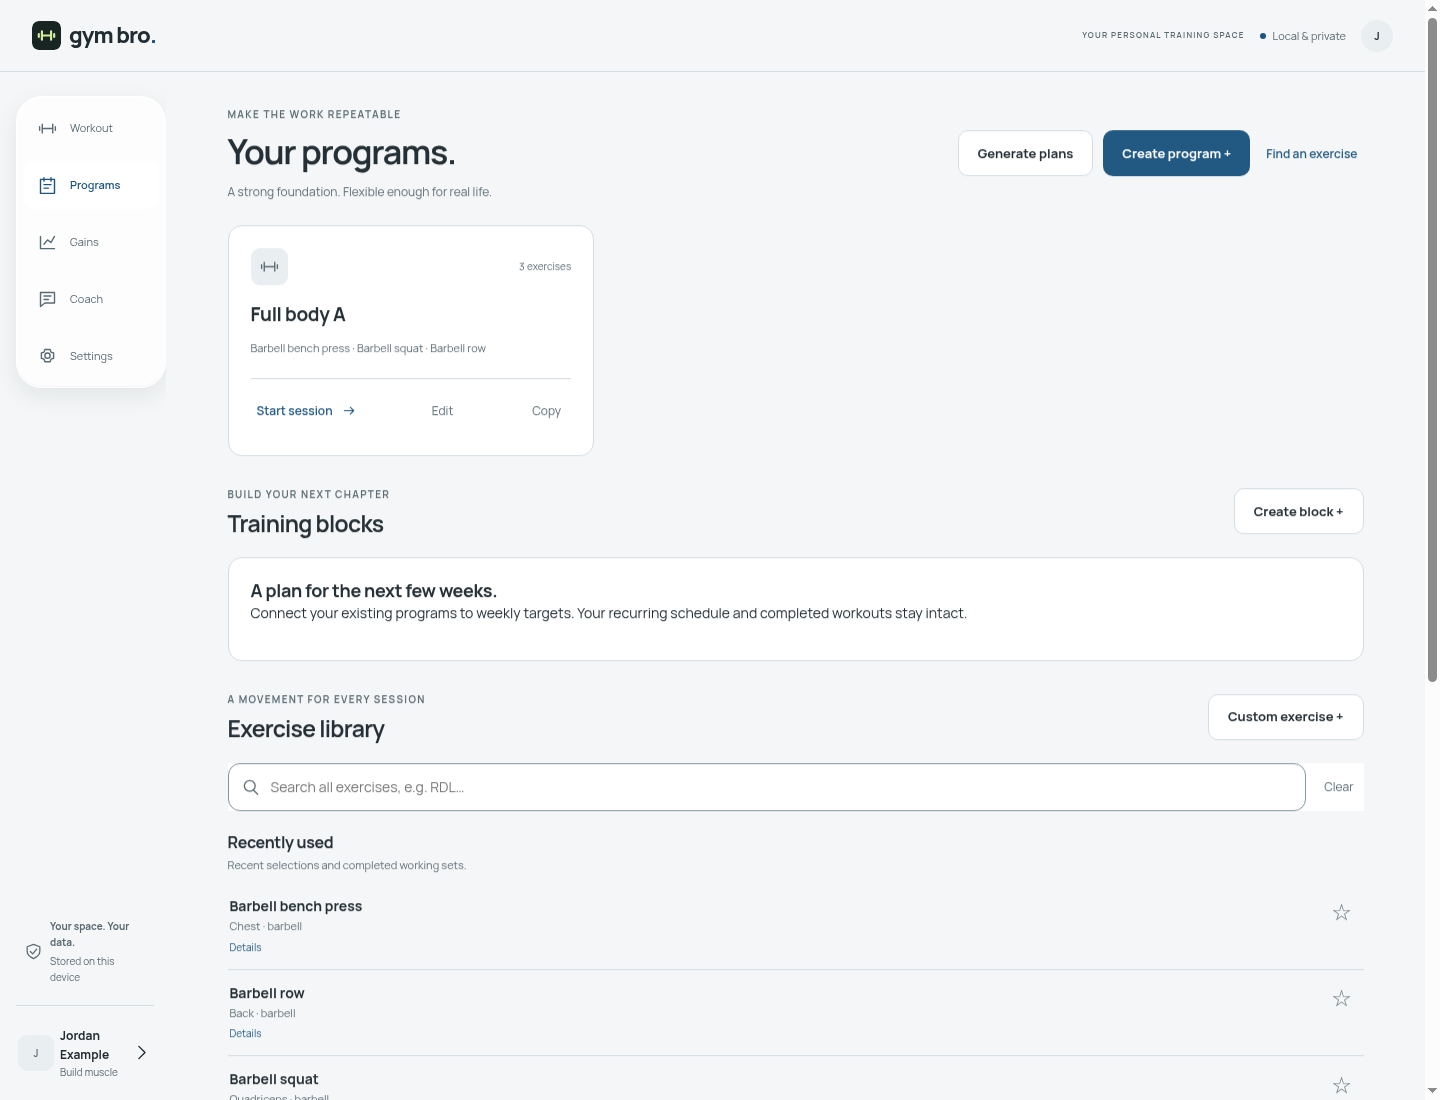 gym bro.
YOUR PERSONAL TRAINING SPACE
Local & private
J
Workout
Programs
Gains
Coach
Settings
MAKE THE WORK REPEATABLE
Your programs.
A strong foundation. Flexible enough for real life.
Generate plans
Create program +
Find an exercise
3 exercises
Full body A
Barbell bench press · Barbell squat · Barbell row
Start session →
Edit
Copy
BUILD YOUR NEXT CHAPTER
Training blocks
Create block +
A plan for the next few weeks.
Connect your existing programs to weekly targets. Your recurring schedule and completed workouts stay intact.
A MOVEMENT FOR EVERY SESSION
Exercise library
Custom exercise +
Search all exercises, e.g. RDL...
Clear
Recently used
Recent selections and completed working sets.
Barbell bench press
Chest · barbell
Details
Barbell row
Back · barbell
Details
Barbell squat
Quadriceps · barbell
Your space. Your
data.
Stored on this
device
J
Jordan
Example
Build muscle